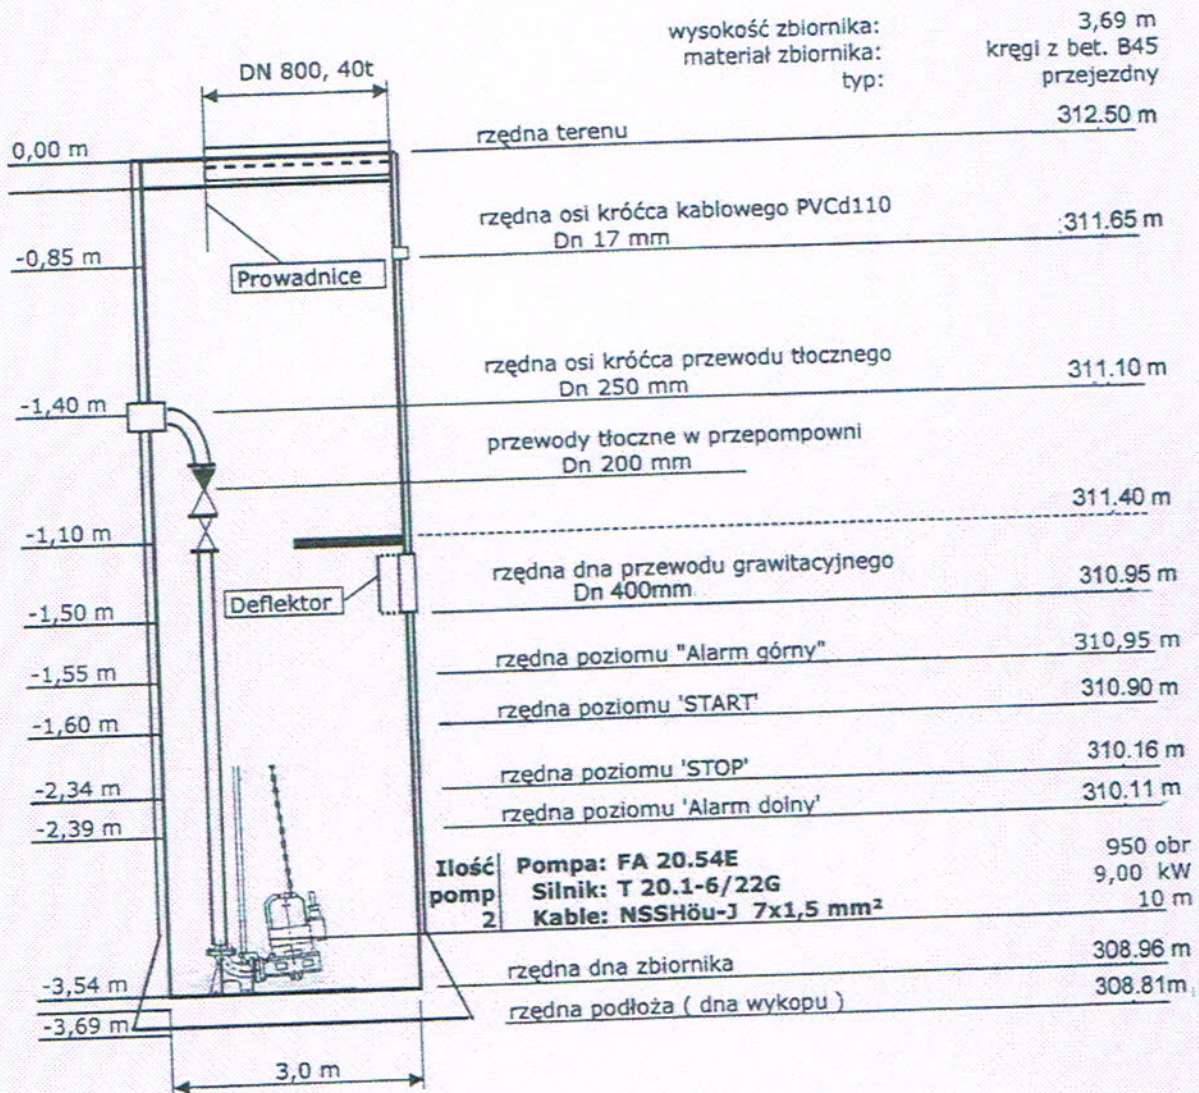 wysokość zbiornika: 3,69 m
materiał zbiornika: kręgi z bet. B45
typ: przejezdny
DN 800, 40t
0,00 m
rzędna terenu 312.50 m
rzędna osi króćca kablowego PVCd110
Dn 17 mm
311.65 m
-0,85 m
Prowadnice
rzędna osi króćca przewodu tłocznego
Dn 250 mm
311.10 m
-1,40 m
przewody tłoczne w przepompowni
Dn 200 mm
311.40 m
-1,10 m
rzędna dna przewodu grawitacyjnego
Dn 400mm
310.95 m
Deflektor
-1,50 m
rzędna poziomu "Alarm górny" 310,95 m
-1,55 m
rzędna poziomu 'START' 310.90 m
-1,60 m
rzędna poziomu 'STOP' 310.16 m
-2,34 m
rzędna poziomu 'Alarm dolny' 310.11 m
-2,39 m
Ilość
pomp
2
Pompa: FA 20.54E 950 obr
Silnik: T 20.1-6/22G 9,00 kW
Kable: NSSHöu-J 7x1,5 mm² 10 m
rzędna dna zbiornika 308.96 m
-3,54 m
rzędna podłoża ( dna wykopu ) 308.81m
-3,69 m
3,0 m